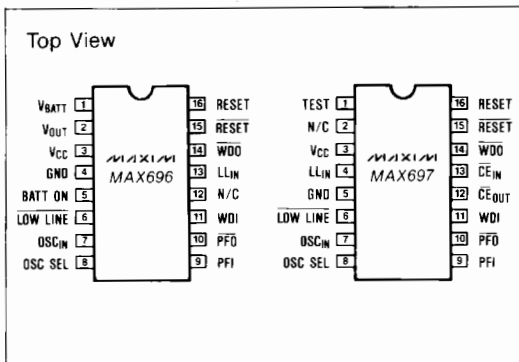 Top View
VBATT 1 16 RESET
VOUT 2 15 RESET
VCC 3 14 WDO
GND 4 13 LLIN
BATT ON 5 12 N/C
LOW LINE 6 11 WDI
OSCIN 7 10 PFO
OSC SEL 8 9 PFI
MAXIM
MAX696
TEST 1 16 RESET
N/C 2 15 RESET
VCC 3 14 WDO
LLIN 4 13 CEIN
GND 5 12 CEOUT
LOW LINE 6 11 WDI
OSCIN 7 10 PFO
OSC SEL 8 9 PFI
MAXIM
MAX697